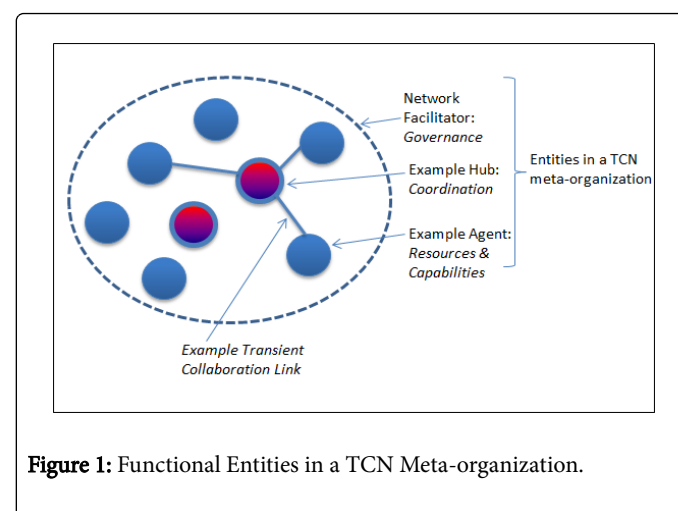 Network
Facilitator:
Governance
Example Hub:
Coordination
Entities in a TCN
meta-organization
Example Agent:
Resources &
Capabilities
Example Transient
Collaboration Link
Figure 1: Functional Entities in a TCN Meta-organization.